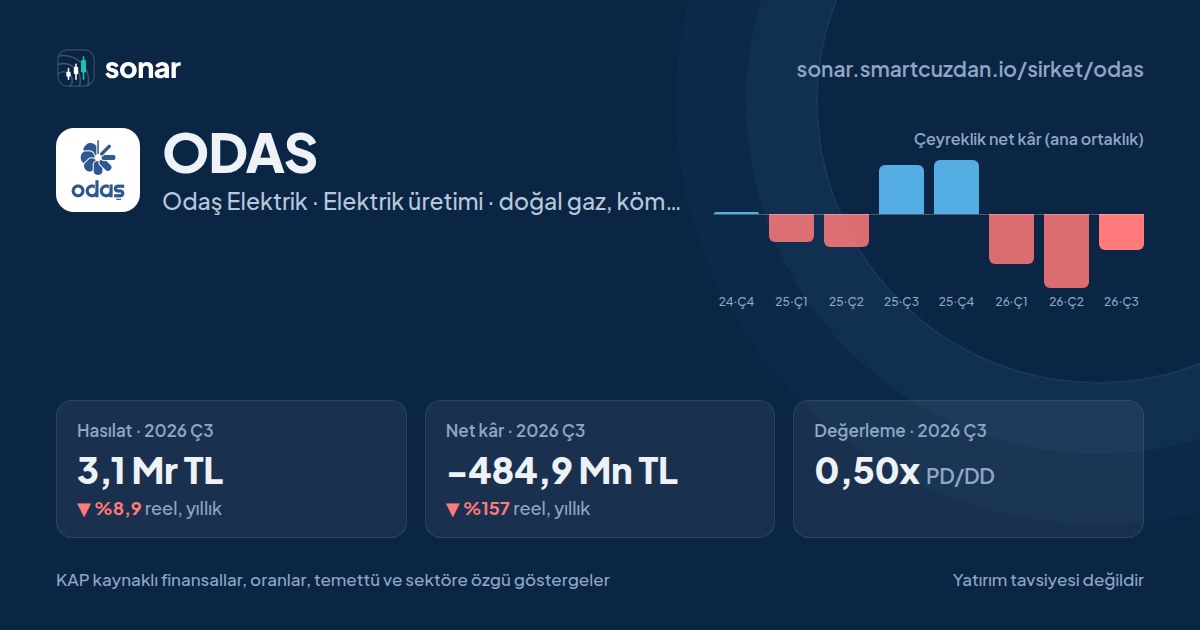 sonar
sonar.smartcuzdan.io/sirket/odas
odaş
ODAS
Odaş Elektrik · Elektrik üretimi · doğal gaz, köm…
Çeyreklik net kâr (ana ortaklık)
24·Ç4 25·Ç1 25·Ç2 25·Ç3 25·Ç4 26·Ç1 26·Ç2 26·Ç3
Hasılat · 2026 Ç3
3,1 Mr TL
▼ %8,9 reel, yıllık
Net kâr · 2026 Ç3
−484,9 Mn TL
▼ %157 reel, yıllık
Değerleme · 2026 Ç3
0,50x PD/DD
KAP kaynaklı finansallar, oranlar, temettü ve sektöre özgü göstergeler
Yatırım tavsiyesi değildir